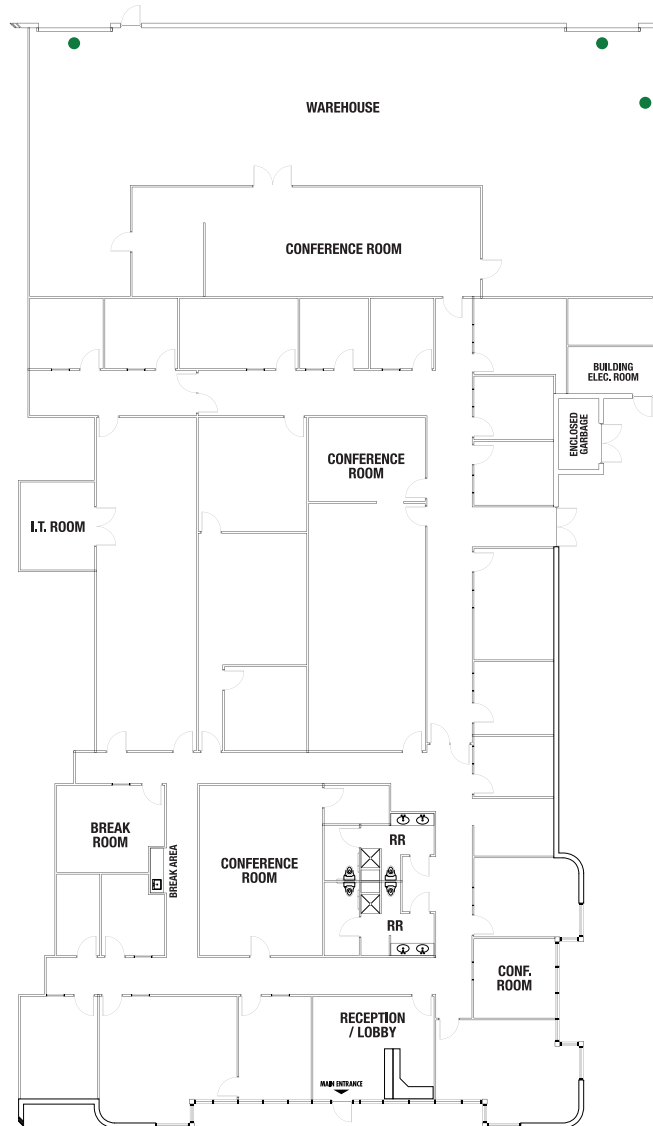 WAREHOUSE
CONFERENCE ROOM
BUILDING
ELEC. ROOM
ENCLOSED
GARBAGE
CONFERENCE
ROOM
I.T. ROOM
BREAK
ROOM
BREAK AREA
CONFERENCE
ROOM
RR
RR
CONF.
ROOM
RECEPTION
/ LOBBY
MAIN ENTRANCE